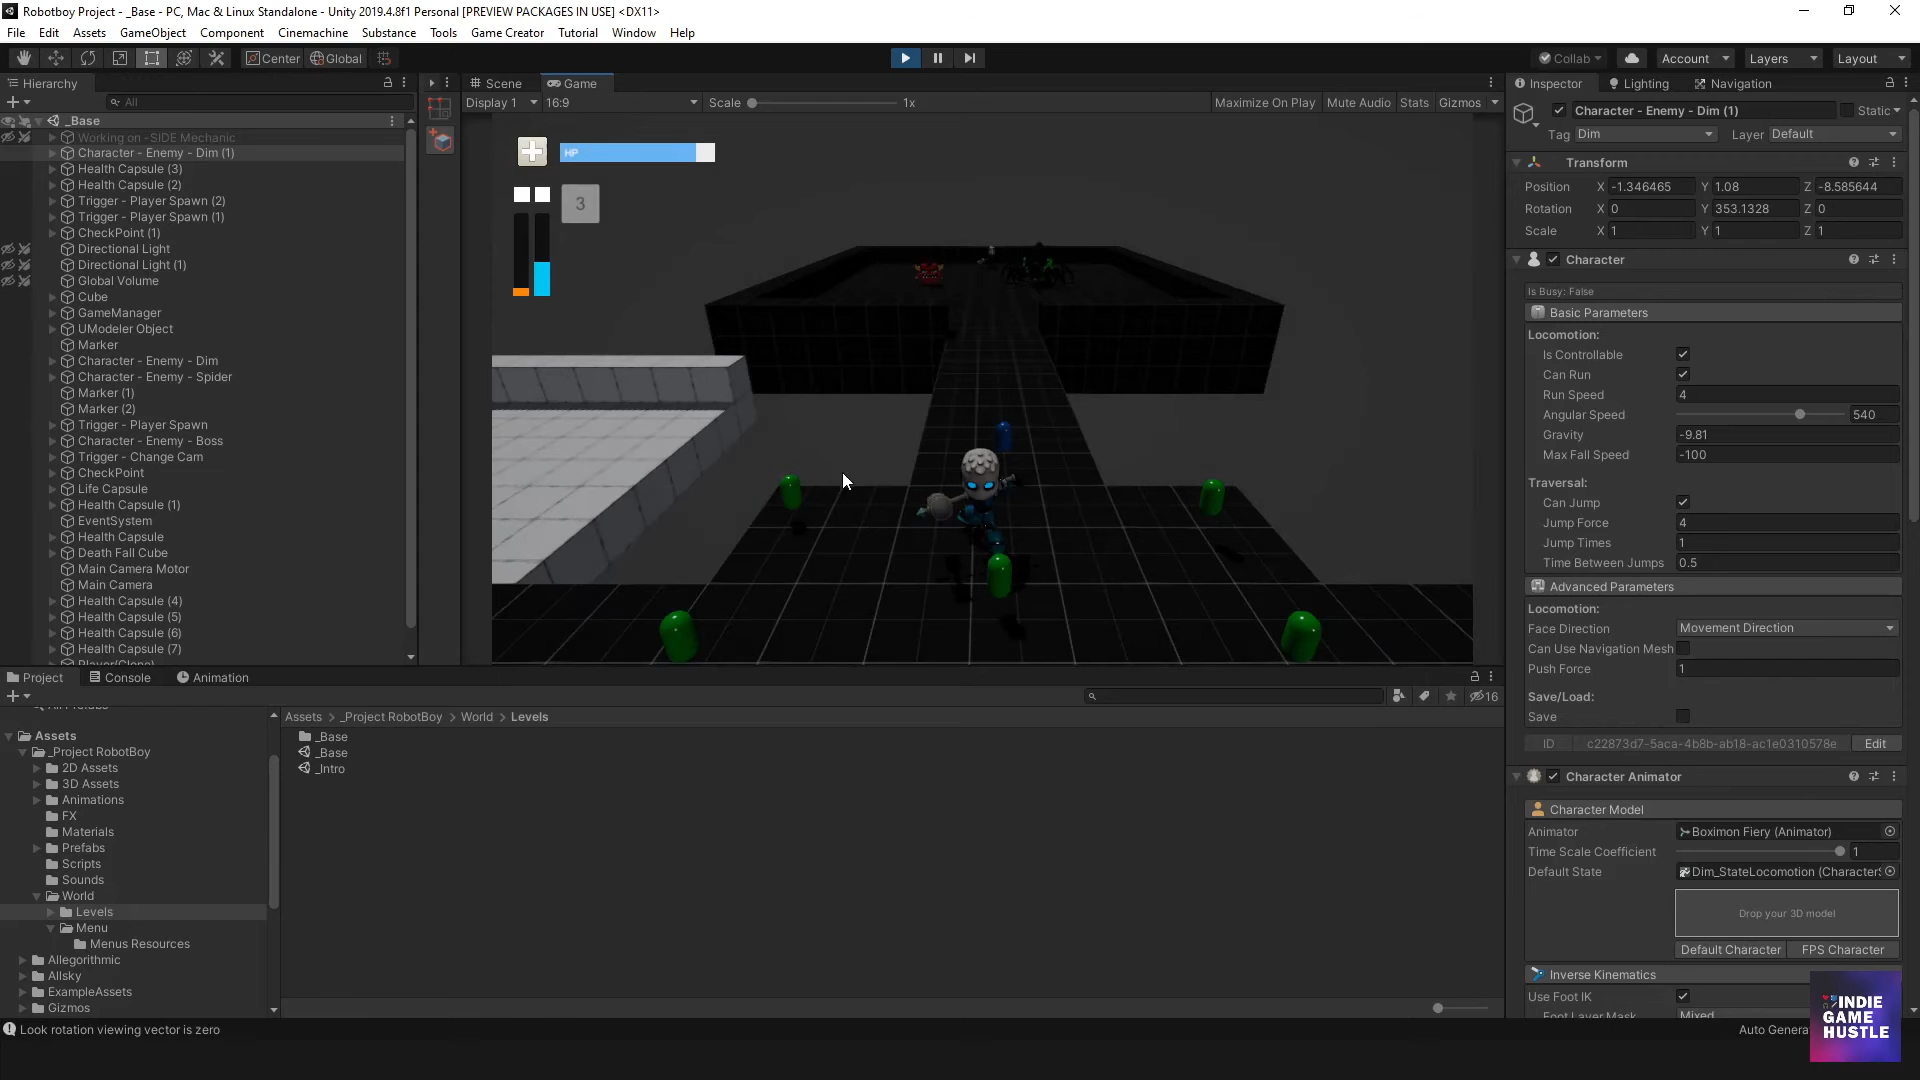 Robotboy Project - _Base - PC, Mac & Linux Standalone - Unity 2019.4.8f1 Personal [PREVIEW PACKAGES IN USE] <DX11>
File Edit Assets GameObject Component Cinemachine Substance Tools Game Creator Tutorial Window Help
Center Global Collab Account Layers Layout
Hierarchy
All
_Base
Working on -SIDE Mechanic
Character - Enemy - Dim (1)
Health Capsule (3)
Health Capsule (2)
Trigger - Player Spawn (2)
Trigger - Player Spawn (1)
CheckPoint (1)
Directional Light
Directional Light (1)
Global Volume
Cube
GameManager
UModeler Object
Marker
Character - Enemy - Dim
Character - Enemy - Spider
Marker (1)
Marker (2)
Trigger - Player Spawn
Character - Enemy - Boss
Trigger - Change Cam
CheckPoint
Life Capsule
Health Capsule (1)
EventSystem
Health Capsule
Death Fall Cube
Main Camera Motor
Main Camera
Health Capsule (4)
Health Capsule (5)
Health Capsule (6)
Health Capsule (7)
Player(Clone)
Scene Game
Display 1 16:9 Scale 1x Maximize On Play Mute Audio Stats Gizmos
HP
3
Inspector Lighting Navigation
Character - Enemy - Dim (1) Static
Tag Dim Layer Default
Transform
Position X -1.346465 Y 1.08 Z -8.585644
Rotation X 0 Y 353.1328 Z 0
Scale X 1 Y 1 Z 1
Character
Is Busy: False
Basic Parameters
Locomotion:
Is Controllable
Can Run
Run Speed 4
Angular Speed 540
Gravity -9.81
Max Fall Speed -100
Traversal:
Can Jump
Jump Force 4
Jump Times 1
Time Between Jumps 0.5
Advanced Parameters
Locomotion:
Face Direction Movement Direction
Can Use Navigation Mesh
Push Force 1
Save/Load:
Save
ID c22873d7-5aca-4b8b-ab18-ac1e0310578e Edit
Character Animator
Character Model
Animator Boximon Fiery (Animator)
Time Scale Coefficient 1
Default State Dim_StateLocomotion (Character
Drop your 3D model
Default Character FPS Character
Inverse Kinematics
Use Foot IK
Foot Layer Mask Mixed
Project Console Animation
16
All Prefabs
Assets
_Project RobotBoy
2D Assets
3D Assets
Animations
FX
Materials
Prefabs
Scripts
Sounds
World
Levels
Menu
Menus Resources
Allegorithmic
Allsky
ExampleAssets
Gizmos
Assets > _Project RobotBoy > World > Levels
_Base
_Base
_Intro
Look rotation viewing vector is zero
Auto Genera
INDIE
GAME
HUSTLE